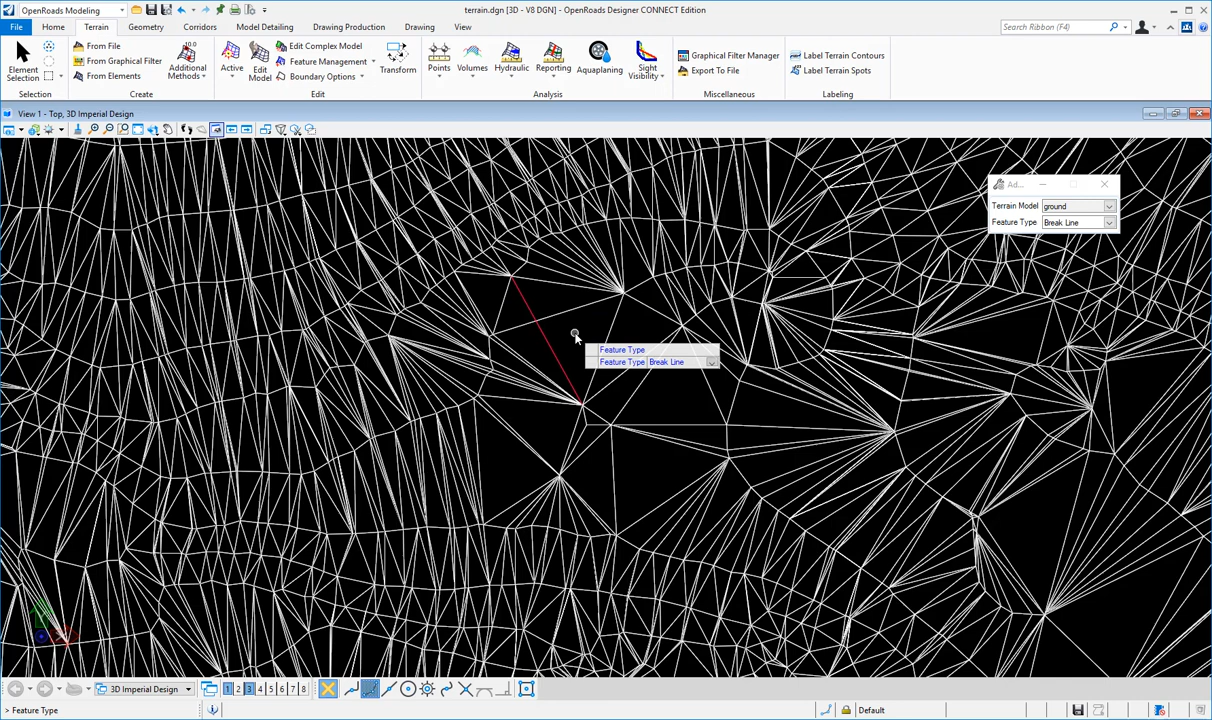 OpenRoads Modeling
terrain.dgn [3D - V8 DGN] - OpenRoads Designer CONNECT Edition
File Home Terrain Geometry Corridors Model Detailing Drawing Production Drawing View
Search Ribbon (F4)
Element Selection
Selection
From File
From Graphical Filter
From Elements
10.0
Additional Methods
Create
Active
Edit Model
Edit Complex Model
Feature Management
Boundary Options
Transform
Edit
Points
Volumes
Hydraulic
Reporting
Aquaplaning
Sight Visibility
Analysis
Graphical Filter Manager
Export To File
Miscellaneous
Label Terrain Contours
Label Terrain Spots
Labeling
View 1 - Top, 3D Imperial Design
Ad...
Terrain Model ground
Feature Type Break Line
Feature Type
Feature Type Break Line
3D Imperial Design
1 2 3 4 5 6 7 8
> Feature Type
Default